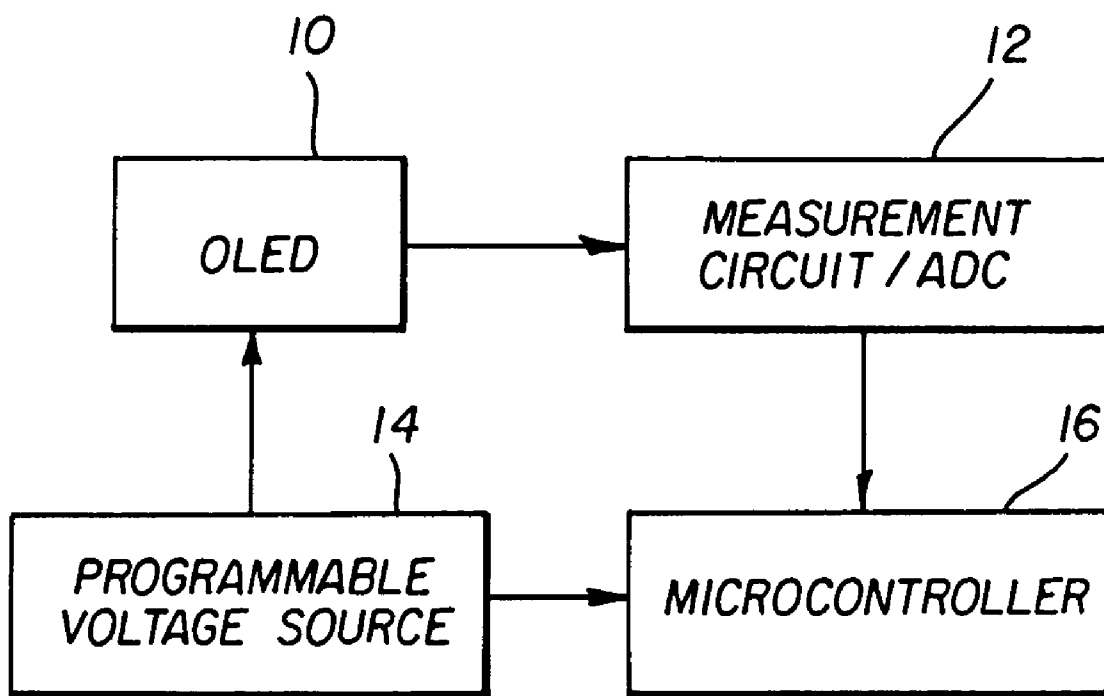 10
12
OLED
MEASUREMENT
CIRCUIT / ADC
14
16
PROGRAMMABLE
VOLTAGE SOURCE
MICROCONTROLLER